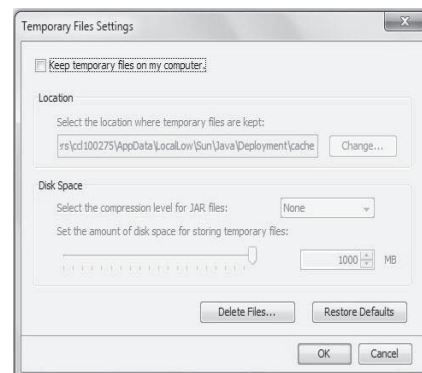 Temporary Files Settings
X
Keep temporary files on my computer.
Location
Select the location where temporary files are kept:
rs\ccl100275\AppData\LocalLow\Sun\Java\Deployment\cache
Change...
Disk Space
Select the compression level for JAR files:
None
Set the amount of disk space for storing temporary files:
1000 MB
Delete Files...
Restore Defaults
OK
Cancel